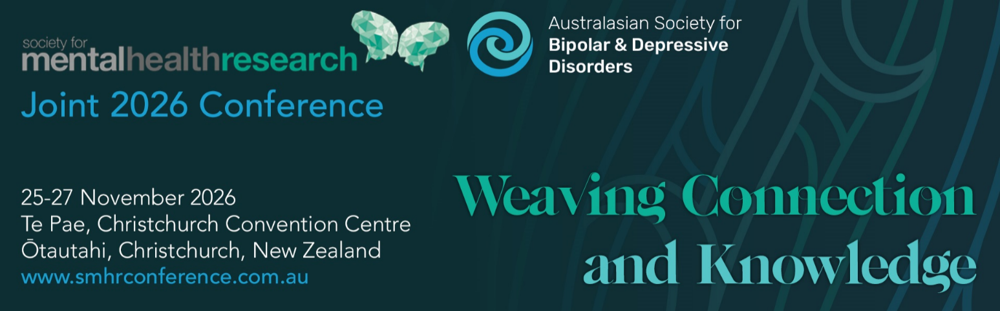 society for
mentalhealthresearch
Australasian Society for
Bipolar & Depressive
Disorders
Joint 2026 Conference
25-27 November 2026
Te Pae, Christchurch Convention Centre
Ōtautahi, Christchurch, New Zealand
www.smhrconference.com.au
Weaving Connection
and Knowledge